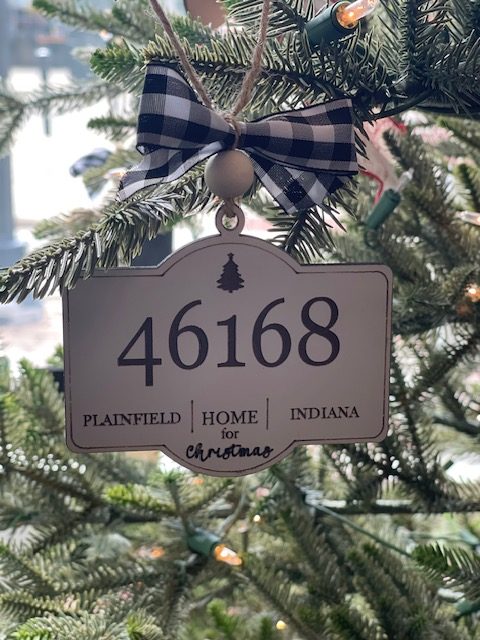 46168
PLAINFIELD HOME INDIANA
for
Christmas